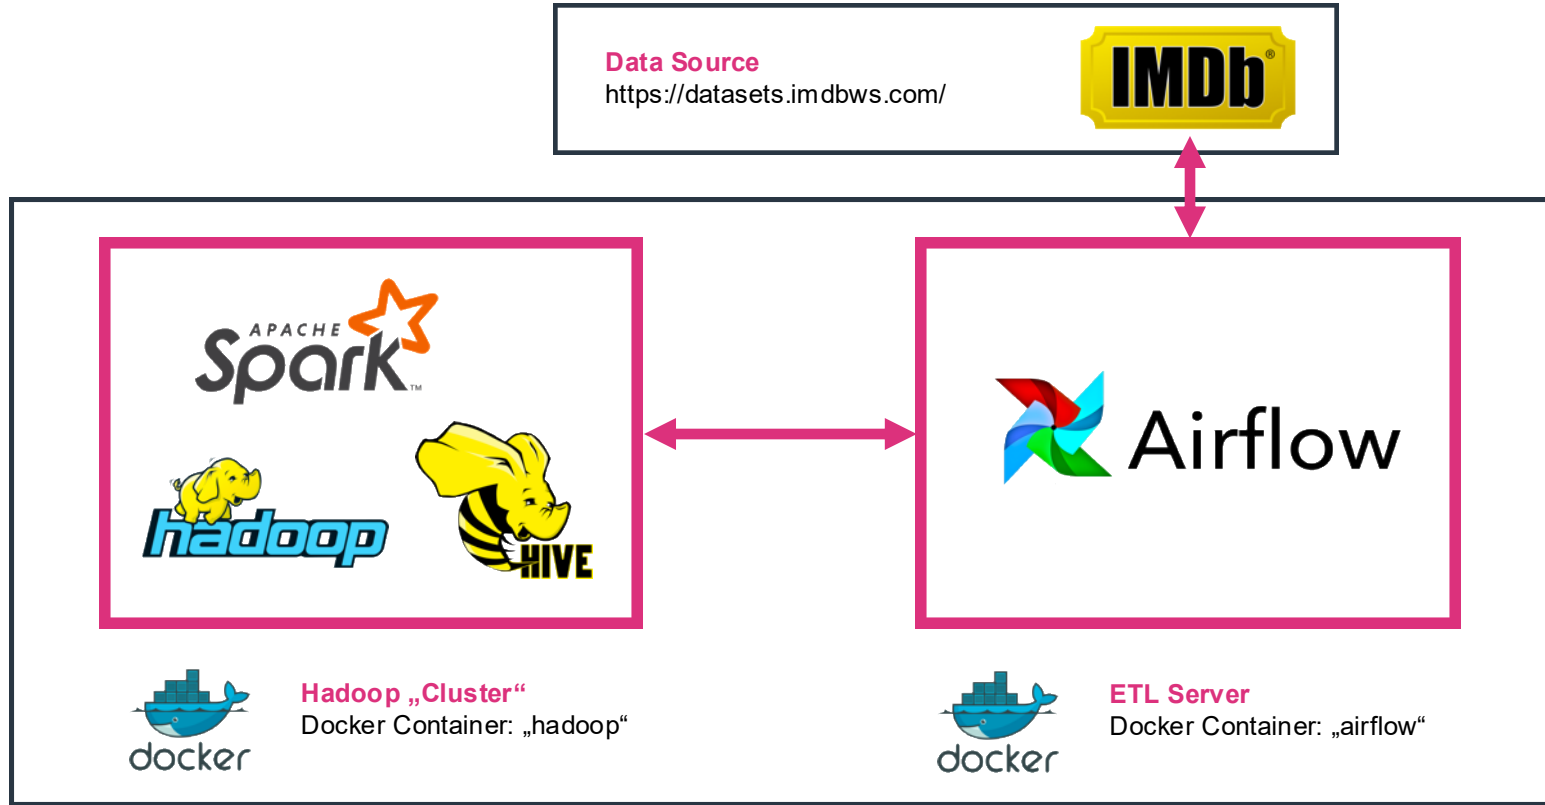 Data Source
https://datasets.imdbws.com/
IMDb®
APACHE
Spark™
hadoop
HIVE
Airflow
docker
Hadoop „Cluster“
Docker Container: „hadoop“
docker
ETL Server
Docker Container: „airflow“